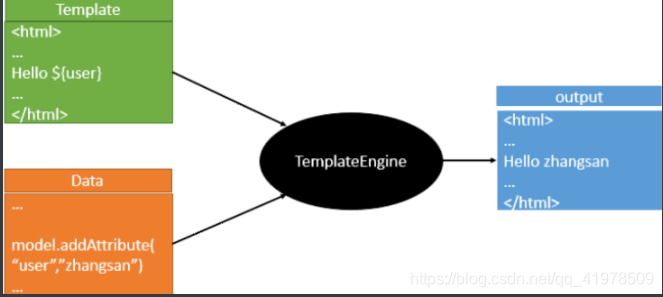 Template
<html>
...
Hello ${user}
...
</html>
Data
...
model.addAttribute(
“user”,”zhangsan”)
...
TemplateEngine
output
<html>
...
Hello zhangsan
...
</html>
https://blog.csdn.net/qq_41978509